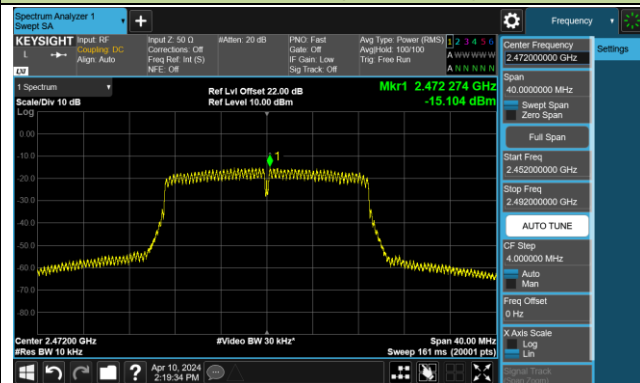 Spectrum Analyzer 1
Swept SA
Frequency
KEYSIGHT
Input: RF
Coupling: DC
Align: Auto
Input Z: 50 Ω
Corrections: Off
Freq Ref: Int (S)
NFE: Off
#Atten: 20 dB
PNO: Fast
Gate: Off
IF Gain: Low
Sig Track: Off
Avg Type: Power (RMS)
Avg|Hold: 100/100
Trig: Free Run
1 2 3 4 5 6
A W W W W W
A N N N N N
L
LXI
1 Spectrum
Scale/Div 10 dB
Log
Ref Lvl Offset 22.00 dB
Ref Level 10.00 dBm
Mkr1 2.472 274 GHz
-15.104 dBm
1
0.00
-10.0
-20.0
-30.0
-40.0
-50.0
-60.0
-70.0
-80.0
Center 2.47200 GHz
#Res BW 10 kHz
#Video BW 30 kHz*
Span 40.00 MHz
Sweep 161 ms (20001 pts)
Apr 10, 2024
2:19:34 PM
Center Frequency
2.472000000 GHz
Span
40.0000000 MHz
Swept Span
Zero Span
Full Span
Start Freq
2.452000000 GHz
Stop Freq
2.492000000 GHz
AUTO TUNE
CF Step
4.000000 MHz
Auto
Man
Freq Offset
0 Hz
X Axis Scale
Log
Lin
Signal Track
(Span Zoom)
Settings